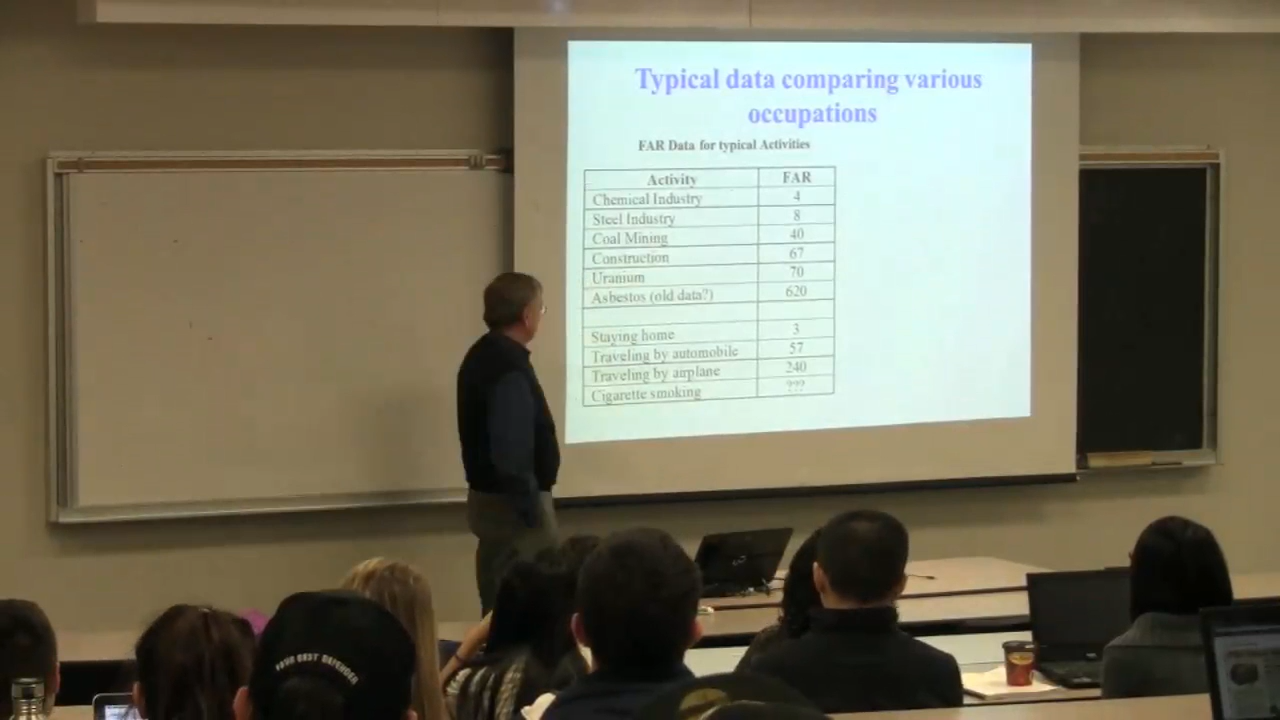 Typical data comparing various
occupations
FAR Data for typical Activities
Activity FAR
Chemical Industry 4
Steel Industry 8
Coal Mining 40
Construction 67
Uranium 70
Asbestos (old data?) 620
Staying home 3
Traveling by automobile 57
Traveling by airplane 240
Cigarette smoking ???